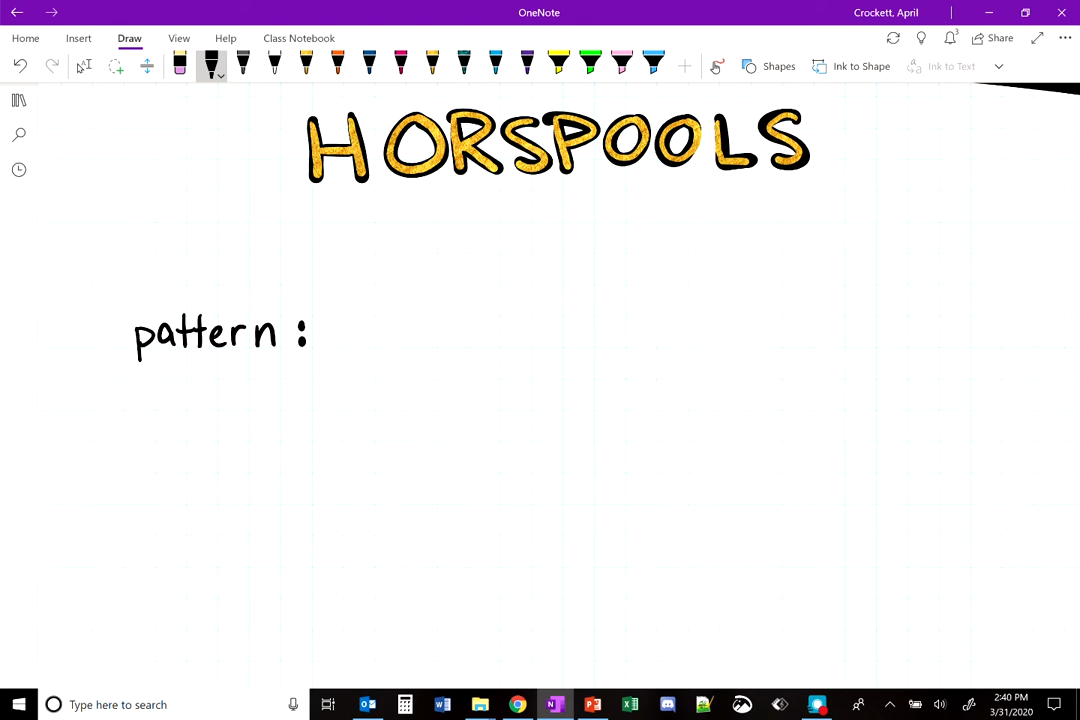 OneNote
Crockett, April
Home Insert Draw View Help Class Notebook
3
Share
Shapes
Ink to Shape
Ink to Text
HORSPOOLS
pattern :
Type here to search
2:40 PM
3/31/2020